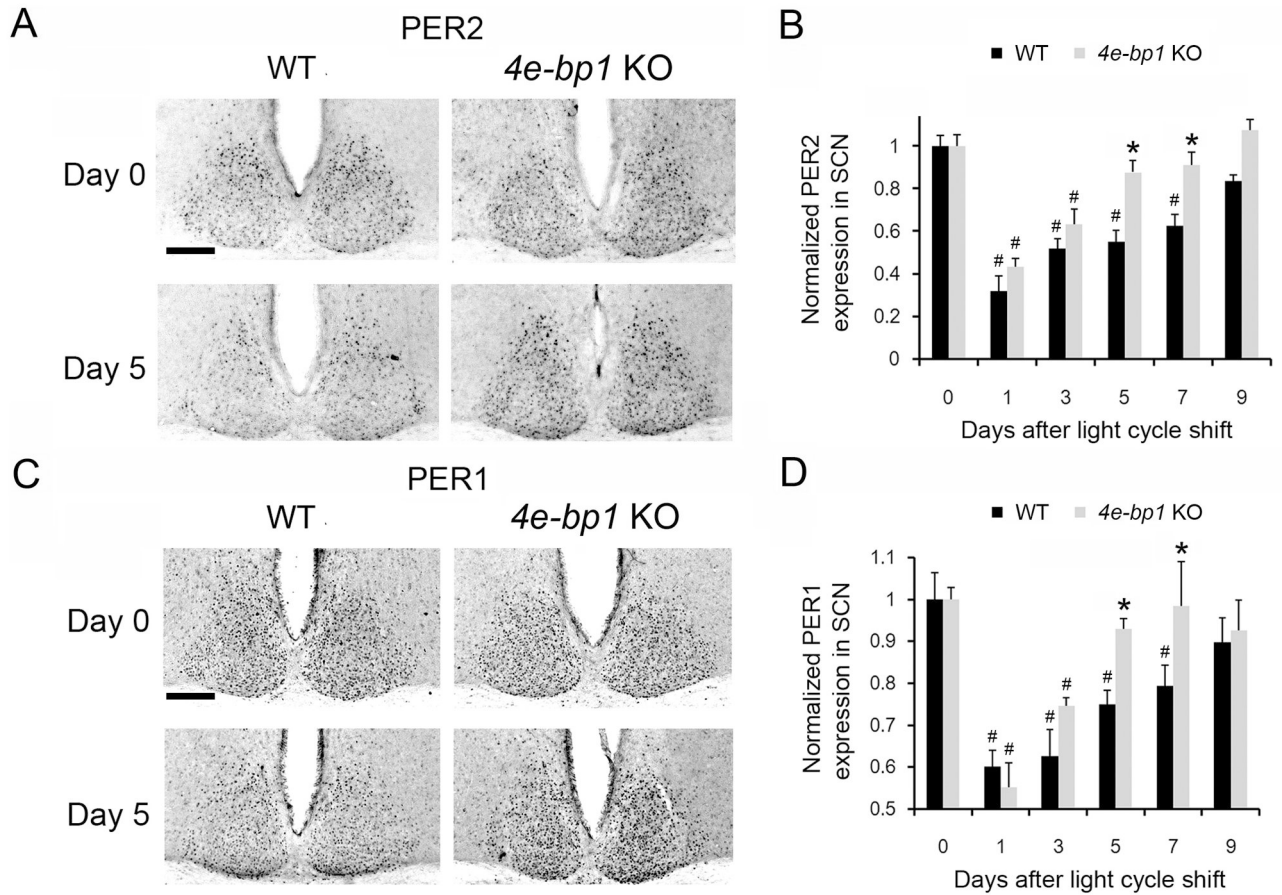 A
PER2
WT
4e-bp1 KO
Day 0
Day 5
B
WT
4e-bp1 KO
Normalized PER2
expression in SCN
1
0.8
0.6
0.4
0.2
0
# # # # # * # *
0 1 3 5 7 9
Days after light cycle shift
C
PER1
WT
4e-bp1 KO
Day 0
Day 5
D
WT
4e-bp1 KO
Normalized PER1
expression in SCN
1.1
1
0.9
0.8
0.7
0.6
0.5
# # # # # * # *
0 1 3 5 7 9
Days after light cycle shift